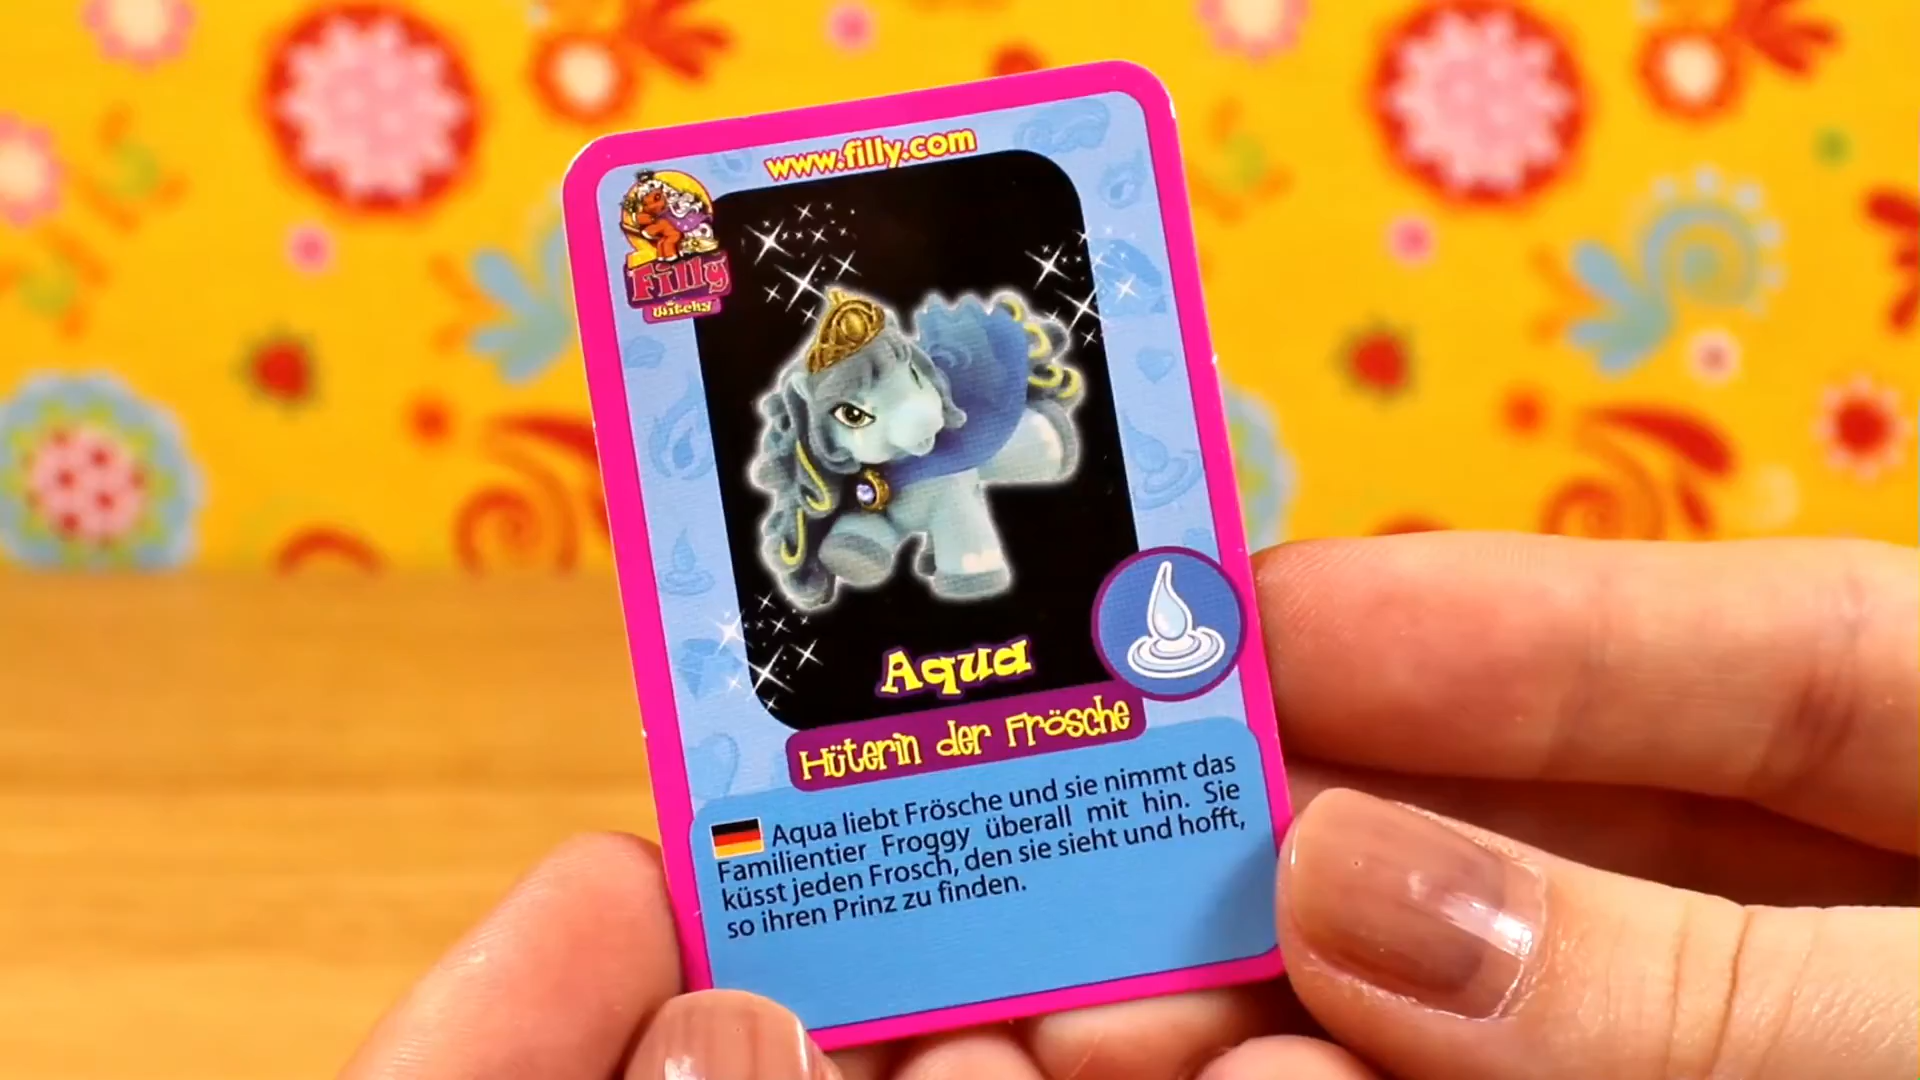 www.filly.com
Filly
Witchy
Aqua
Hüterin der Frösche
Aqua liebt Frösche und sie nimmt das
Familientier Froggy überall mit hin. Sie
küsst jeden Frosch, den sie sieht und hofft,
so ihren Prinz zu finden.